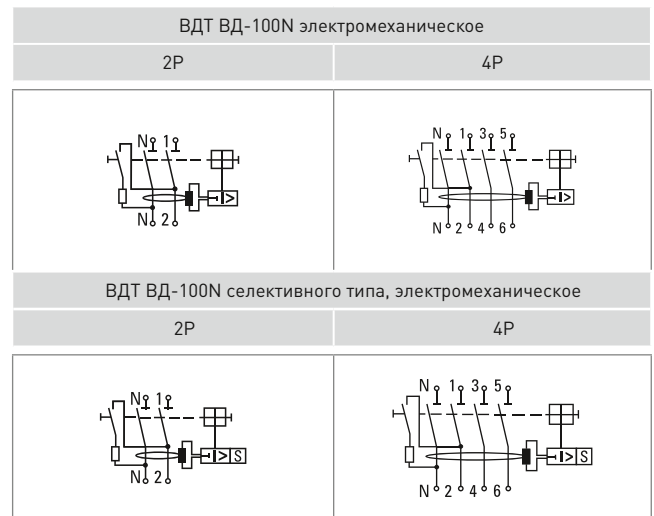 ВДТ ВД-100N электромеханическое
2P 4P
N 1 N 1 3 5
I> I>
N 2 N 2 4 6
ВДТ ВД-100N селективного типа, электромеханическое
2P 4P
N 1 N 1 3 5
I> S I> S
N 2 N 2 4 6